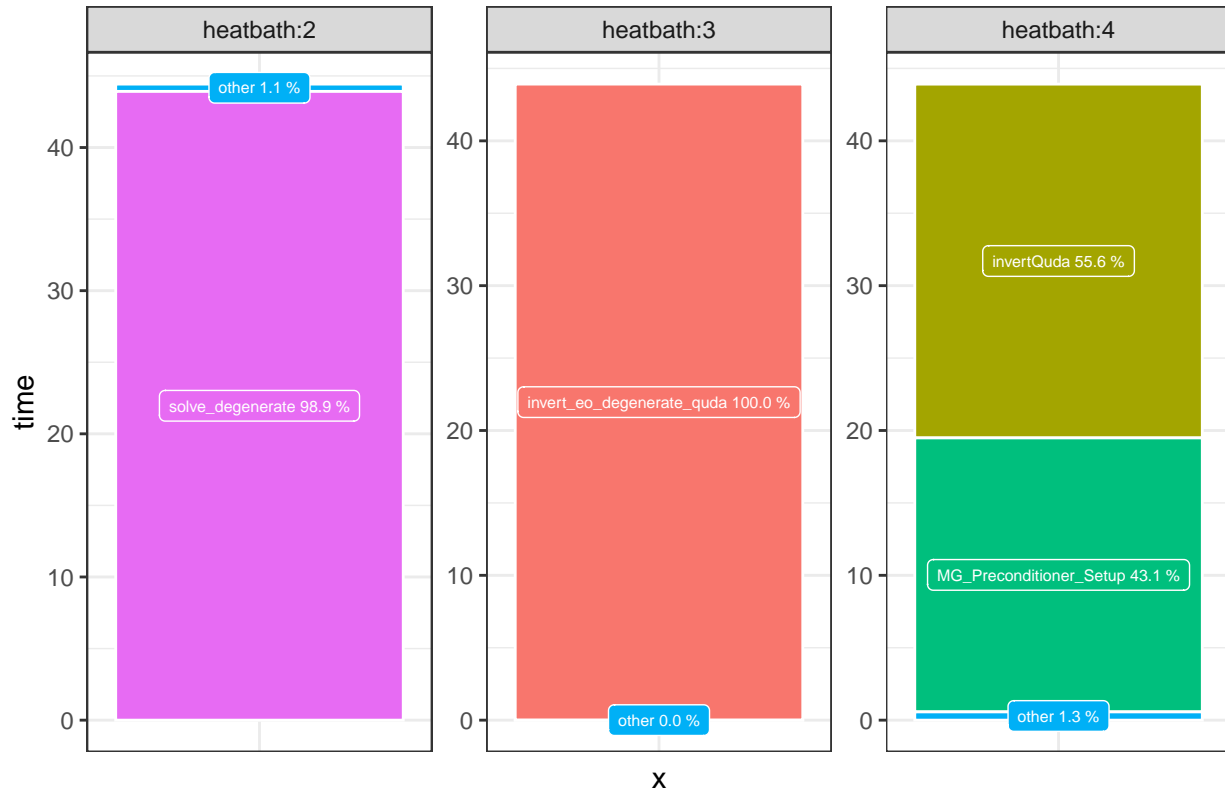 heatbath:2
heatbath:3
heatbath:4
time
40
30
20
10
0
other 1.1 %
solve_degenerate 98.9 %
40
30
20
10
0
invert_eo_degenerate_quda 100.0 %
other 0.0 %
40
30
20
10
0
invertQuda 55.6 %
MG_Preconditioner_Setup 43.1 %
other 1.3 %
x